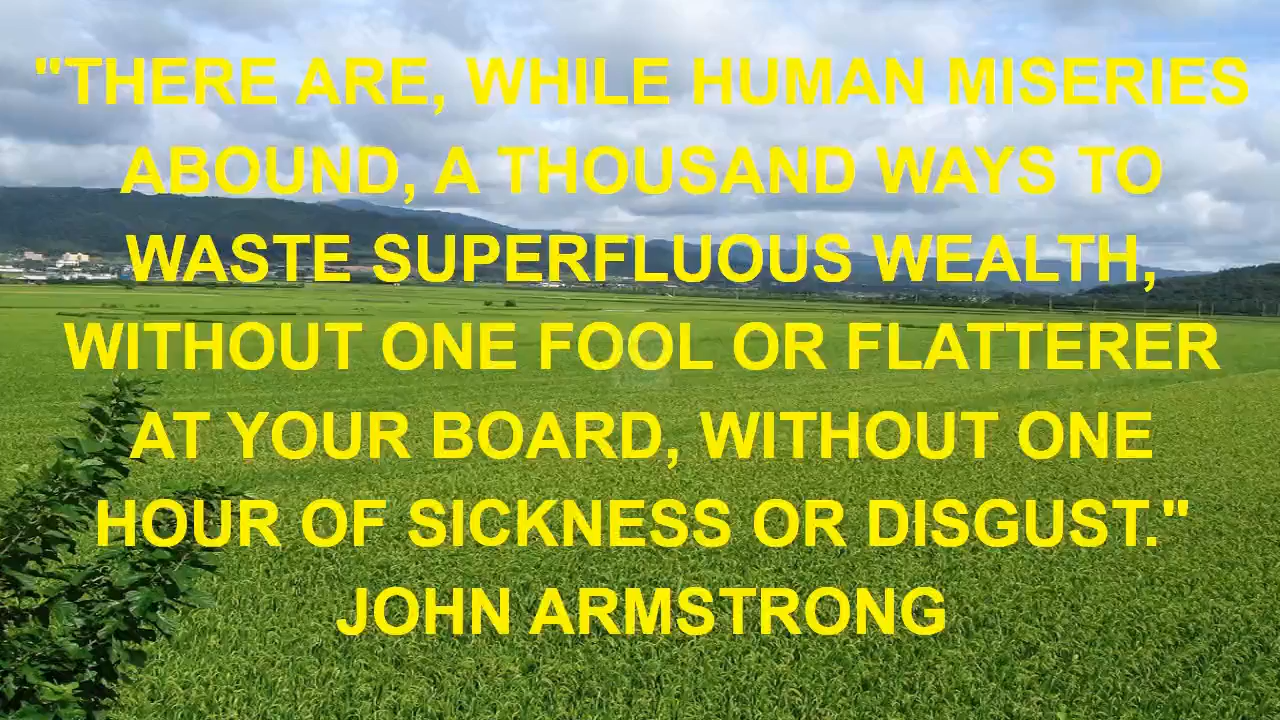 "THERE ARE, WHILE HUMAN MISERIES
ABOUND, A THOUSAND WAYS TO
WASTE SUPERFLUOUS WEALTH,
WITHOUT ONE FOOL OR FLATTERER
AT YOUR BOARD, WITHOUT ONE
HOUR OF SICKNESS OR DISGUST."
JOHN ARMSTRONG